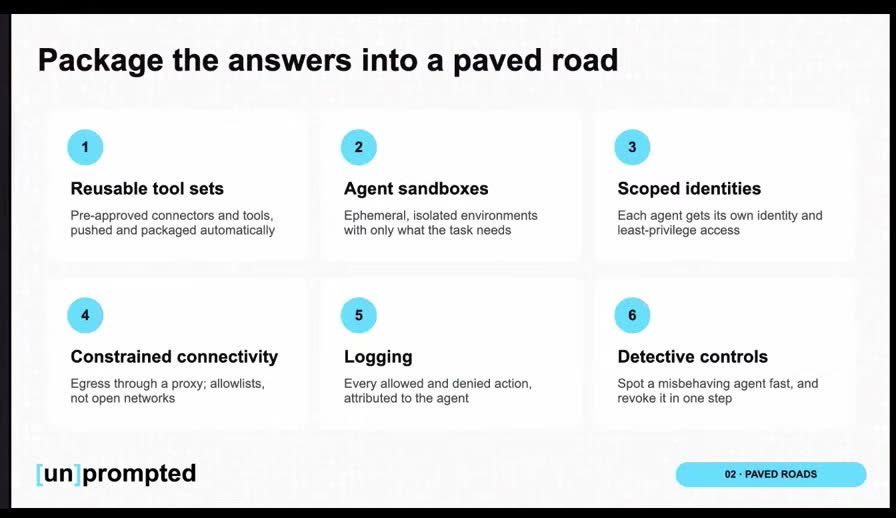 Package the answers into a paved road
1
Reusable tool sets
Pre-approved connectors and tools,
pushed and packaged automatically
2
Agent sandboxes
Ephemeral, isolated environments
with only what the task needs
3
Scoped identities
Each agent gets its own identity and
least-privilege access
4
Constrained connectivity
Egress through a proxy; allowlists,
not open networks
5
Logging
Every allowed and denied action,
attributed to the agent
6
Detective controls
Spot a misbehaving agent fast, and
revoke it in one step
[un]prompted
02 · PAVED ROADS